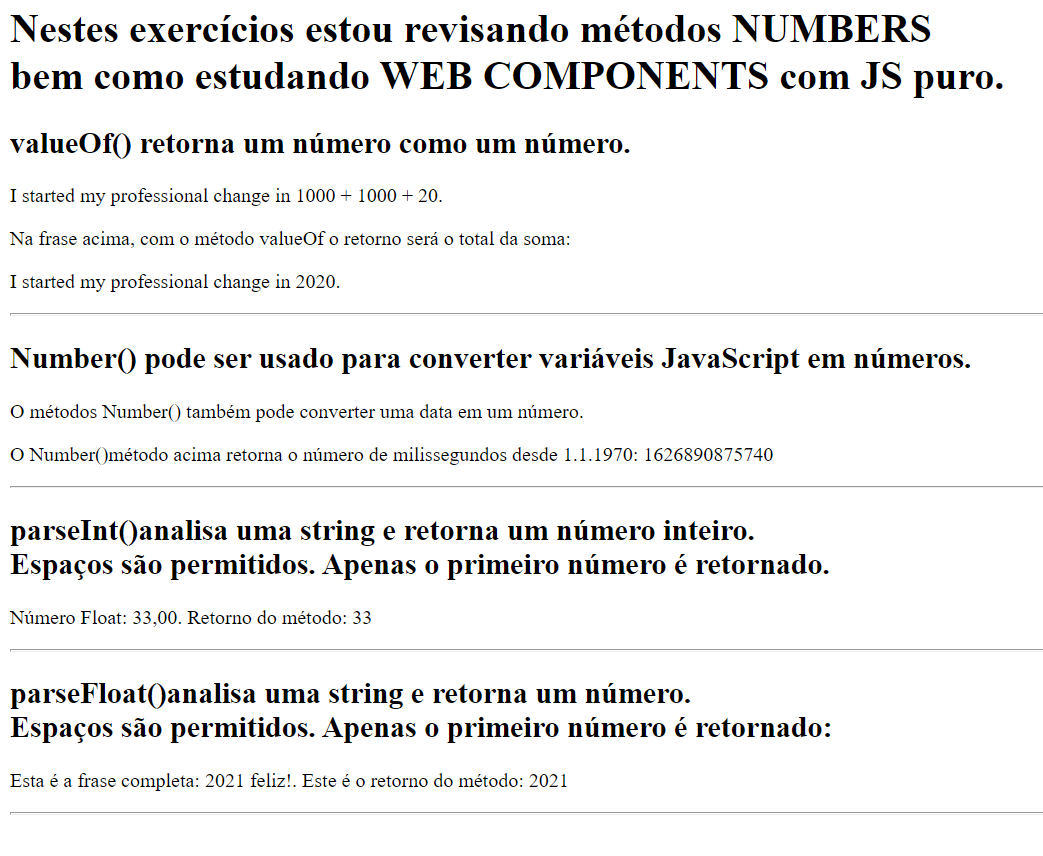 Nestes exercícios estou revisando métodos NUMBERS
bem como estudando WEB COMPONENTS com JS puro.
valueOf() retorna um número como um número.
I started my professional change in 1000 + 1000 + 20.
Na frase acima, com o método valueOf o retorno será o total da soma:
I started my professional change in 2020.
Number() pode ser usado para converter variáveis JavaScript em números.
O métodos Number() também pode converter uma data em um número.
O Number()método acima retorna o número de milissegundos desde 1.1.1970: 1626890875740
parseInt()analisa uma string e retorna um número inteiro.
Espaços são permitidos. Apenas o primeiro número é retornado.
Número Float: 33,00. Retorno do método: 33
parseFloat()analisa uma string e retorna um número.
Espaços são permitidos. Apenas o primeiro número é retornado:
Esta é a frase completa: 2021 feliz!. Este é o retorno do método: 2021